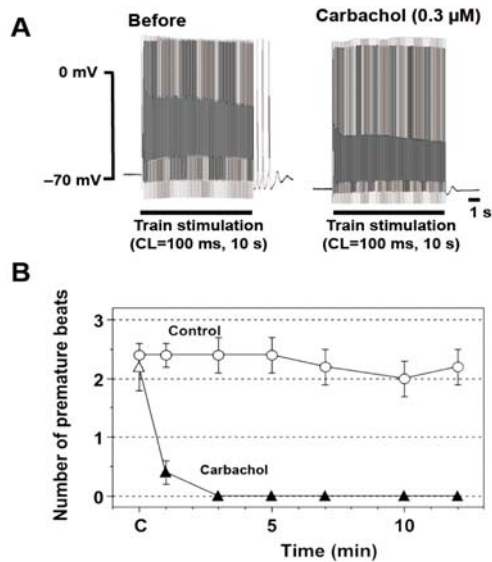 A
Before
Carbachol (0.3 µM)
0 mV
−70 mV
1 s
Train stimulation
(CL=100 ms, 10 s)
Train stimulation
(CL=100 ms, 10 s)
B
Number of premature beats
3
2
1
0
Control
Carbachol
C
5
10
Time (min)